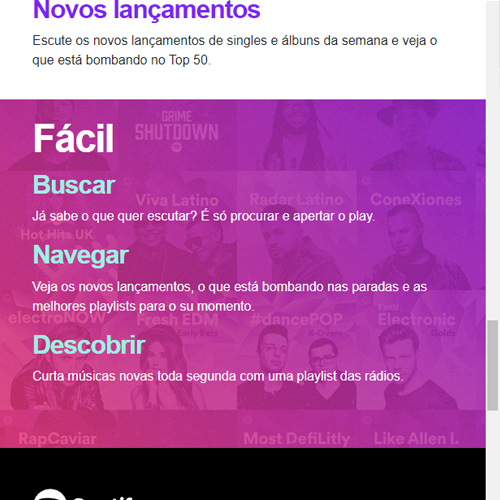 Novos lançamentos
Escute os novos lançamentos de singles e álbuns da semana e veja o
que está bombando no Top 50.
GRIME
SHUTDOWN
Fácil
Buscar
Viva Latino
Radar Latino
ConeXiones
Já sabe o que quer escutar? É só procurar e apertar o play.
Hot Hits UK
Navegar
Veja os novos lançamentos, o que está bombando nas paradas e as
melhores playlists para o su momento.
electroNOW
Fresh EDM
#dancePOP
Electronic
Descobrir
Curta músicas novas toda segunda com uma playlist das rádios.
RapCaviar
Most DefiLitly
Like Allen I.